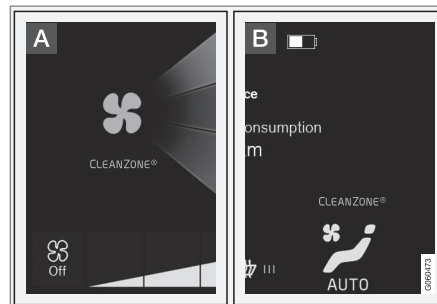 A
CLEANZONE®
Off
B
ce
onsumption
m
CLEANZONE®
AUTO
G060473